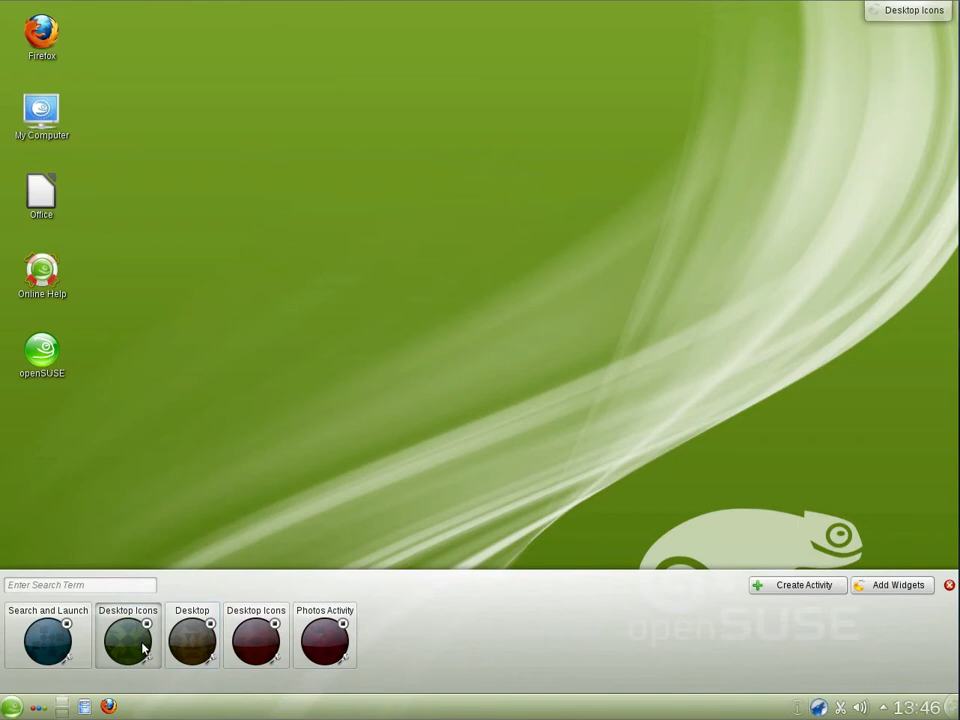 Desktop Icons
Firefox
My Computer
Office
Online Help
openSUSE
Enter Search Term
Create Activity
Add Widgets
Search and Launch
Desktop Icons
Desktop
Desktop Icons
Photos Activity
openSUSE
13:46